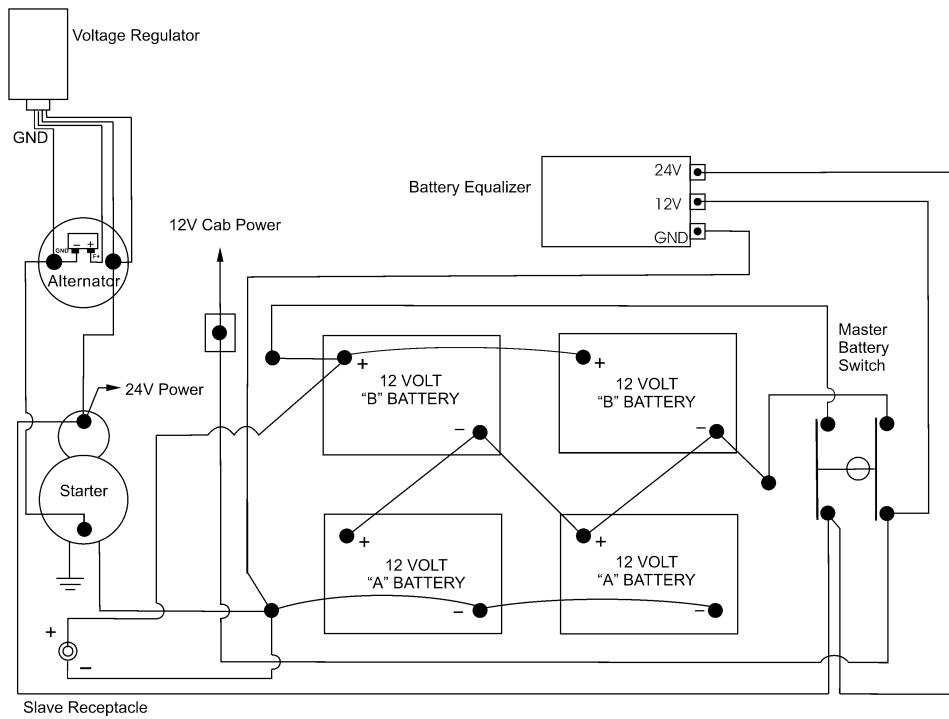 Voltage Regulator
GND
Battery Equalizer
24V
12V
GND
12V Cab Power
GND
− +
F+
Alternator
Master
Battery
Switch
24V Power
+
12 VOLT
“B” BATTERY
−
+
12 VOLT
“B” BATTERY
−
Starter
+
12 VOLT
“A” BATTERY
−
+
12 VOLT
“A” BATTERY
−
+
−
Slave Receptacle